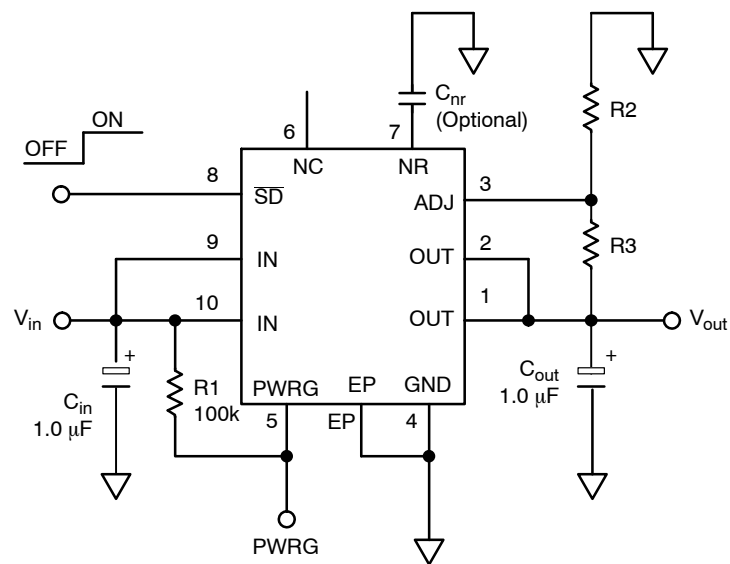 C<sub>nr</sub>
(Optional)
R2
6
7
ON
OFF
NC
NR
8
SD
ADJ
3
R3
9
IN
OUT
2
V<sub>in</sub>
10
IN
OUT
1
V<sub>out</sub>
+
C<sub>in</sub>
1.0 µF
R1
100k
PWRG
EP
GND
5
EP
4
+
C<sub>out</sub>
1.0 µF
PWRG